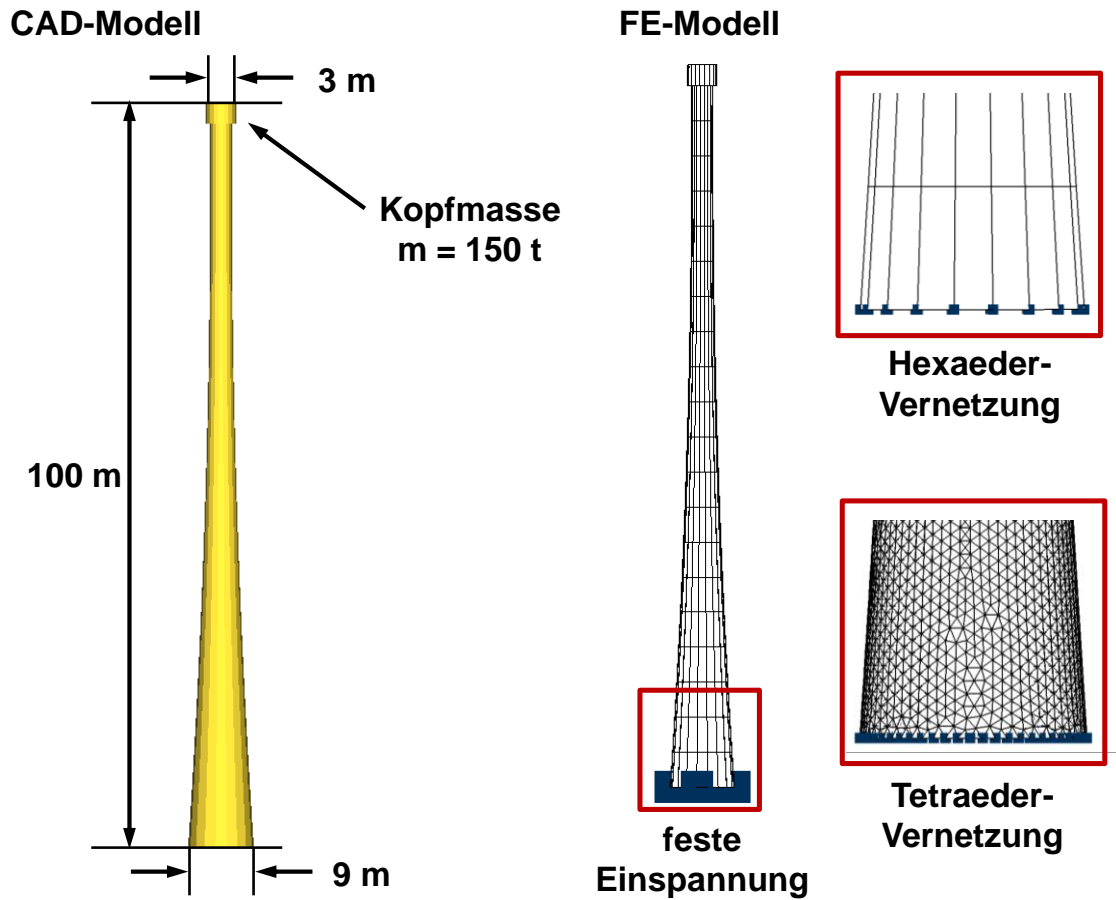 CAD-Modell
3 m
Kopfmasse
m = 150 t
100 m
9 m
FE-Modell
feste
Einspannung
Hexaeder-
Vernetzung
Tetraeder-
Vernetzung